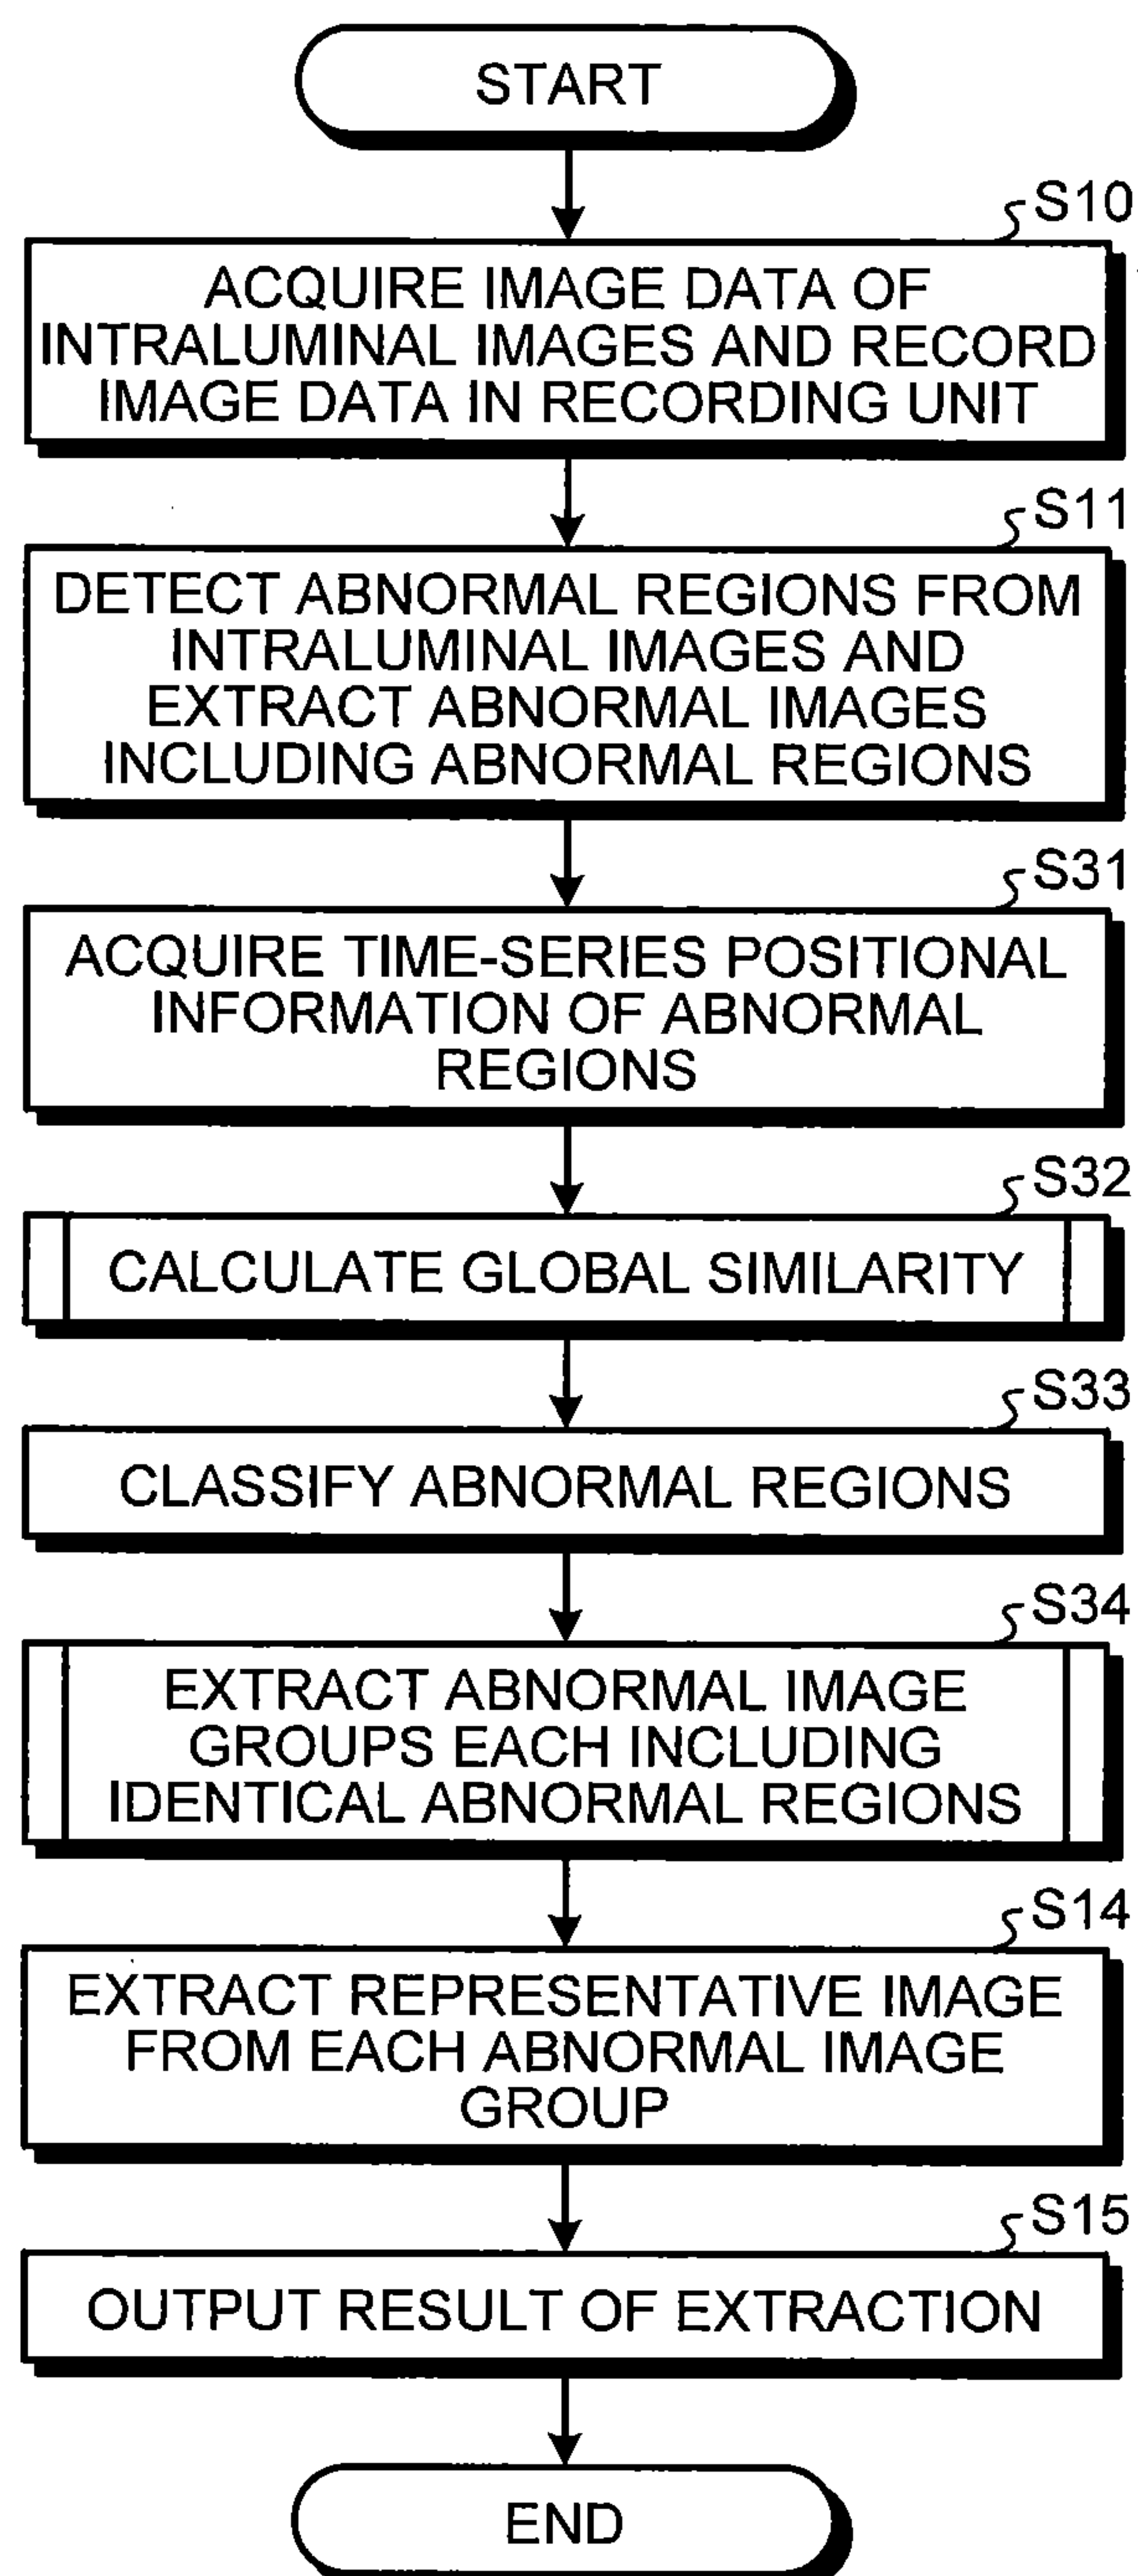 START
S10
ACQUIRE IMAGE DATA OF
INTRALUMINAL IMAGES AND RECORD
IMAGE DATA IN RECORDING UNIT
S11
DETECT ABNORMAL REGIONS FROM
INTRALUMINAL IMAGES AND
EXTRACT ABNORMAL IMAGES
INCLUDING ABNORMAL REGIONS
S31
ACQUIRE TIME-SERIES POSITIONAL
INFORMATION OF ABNORMAL
REGIONS
S32
CALCULATE GLOBAL SIMILARITY
S33
CLASSIFY ABNORMAL REGIONS
S34
EXTRACT ABNORMAL IMAGE
GROUPS EACH INCLUDING
IDENTICAL ABNORMAL REGIONS
S14
EXTRACT REPRESENTATIVE IMAGE
FROM EACH ABNORMAL IMAGE
GROUP
S15
OUTPUT RESULT OF EXTRACTION
END